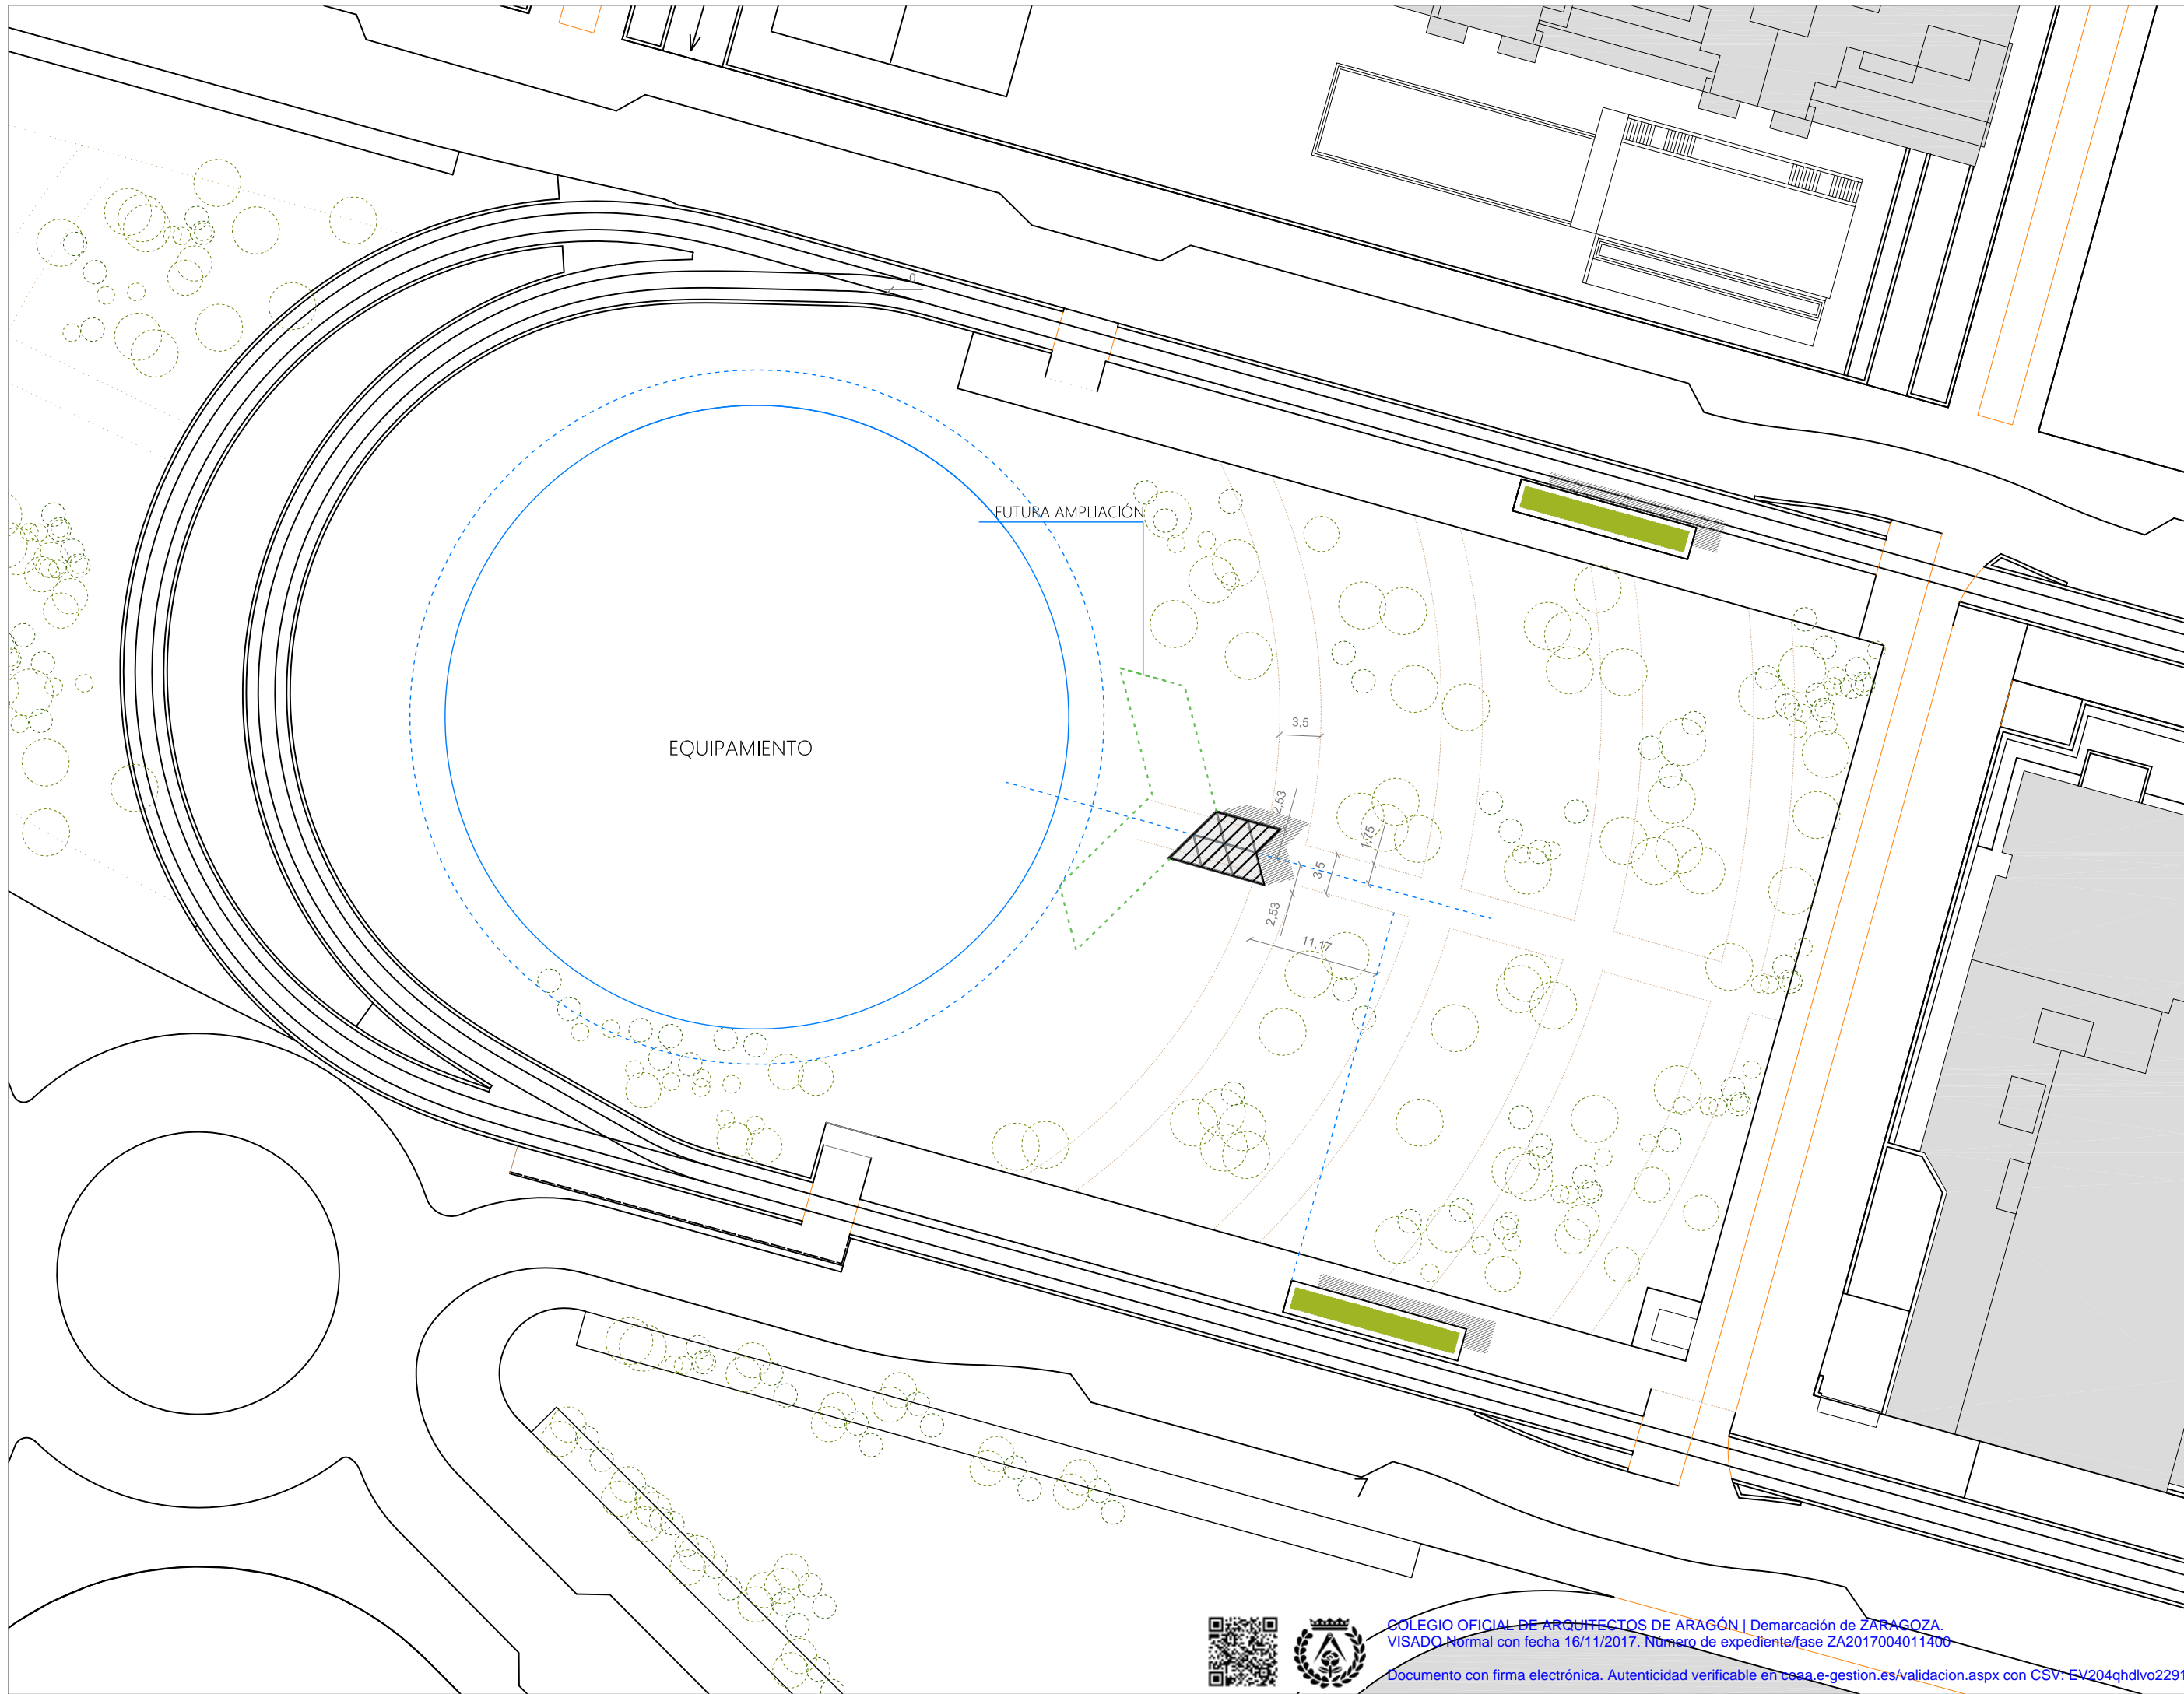 0
FUTURA AMPLIACIÓN
3,5
EQUIPAMIENTO
2,53
1,75
3,5
2,53
11,17
COLEGIO OFICIAL DE ARQUITECTOS DE ARAGÓN | Demarcación de ZARAGOZA.
VISADO Normal con fecha 16/11/2017. Número de expediente/fase ZA2017004011400
Documento con firma electrónica. Autenticidad verificable en coaa.e-gestion.es/validacion.aspx con CSV: EV204qhdlvo2291